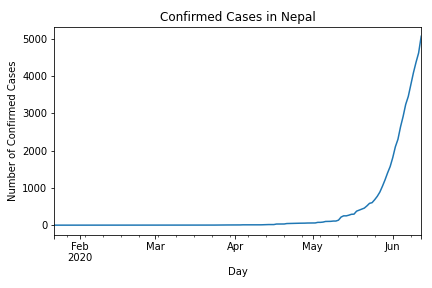 Confirmed Cases in Nepal
Number of Confirmed Cases
5000
4000
3000
2000
1000
0
Feb
2020
Mar
Apr
May
Jun
Day